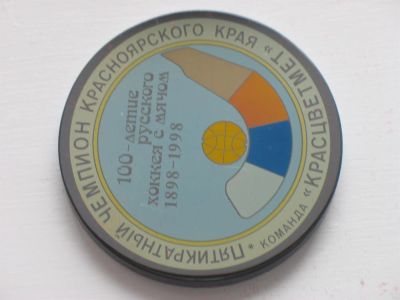 ПЯТИКРАТНЫЙ ЧЕМПИОН КРАСНОЯРСКОГО КРАЯ * КОМАНДА «КРАСЦВЕТМЕТ» *
100-летие
русского
хоккея с мячом
1898-1998